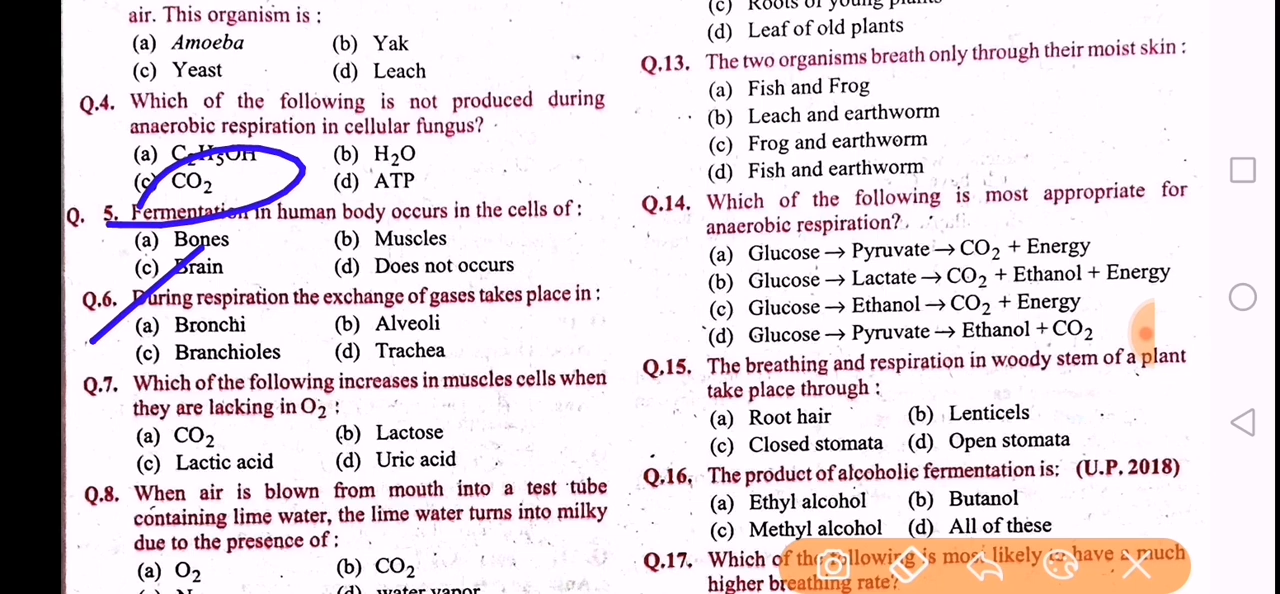 air. This organism is :
(a) Amoeba (b) Yak
(c) Yeast (d) Leach
Q.4. Which of the following is not produced during
anaerobic respiration in cellular fungus?
(a) C2H5OH (b) H2O
(c) CO2 (d) ATP
Q. 5. Fermentation in human body occurs in the cells of :
(a) Bones (b) Muscles
(c) Brain (d) Does not occurs
Q.6. During respiration the exchange of gases takes place in :
(a) Bronchi (b) Alveoli
(c) Branchioles (d) Trachea
Q.7. Which of the following increases in muscles cells when
they are lacking in O2 :
(a) CO2 (b) Lactose
(c) Lactic acid (d) Uric acid
Q.8. When air is blown from mouth into a test tube
containing lime water, the lime water turns into milky
due to the presence of :
(a) O2 (b) CO2
(d) water vapor
(c) Roots of young plants
(d) Leaf of old plants
Q.13. The two organisms breath only through their moist skin :
(a) Fish and Frog
(b) Leach and earthworm
(c) Frog and earthworm
(d) Fish and earthworm
Q.14. Which of the following is most appropriate for
anaerobic respiration?
(a) Glucose → Pyruvate → CO2 + Energy
(b) Glucose → Lactate → CO2 + Ethanol + Energy
(c) Glucose → Ethanol → CO2 + Energy
(d) Glucose → Pyruvate → Ethanol + CO2
Q.15. The breathing and respiration in woody stem of a plant
take place through :
(a) Root hair (b) Lenticels
(c) Closed stomata (d) Open stomata
Q.16. The product of alcoholic fermentation is: (U.P. 2018)
(a) Ethyl alcohol (b) Butanol
(c) Methyl alcohol (d) All of these
Q.17. Which of the following is most likely to have a much
higher breathing rate?